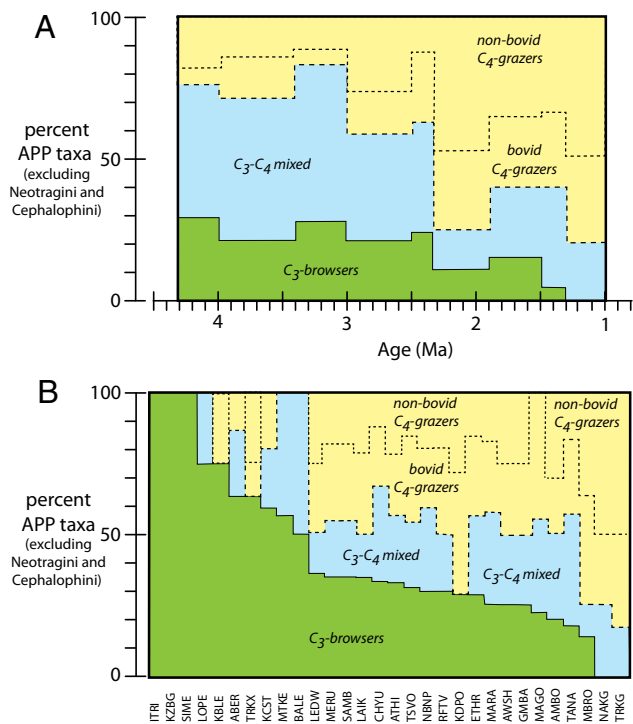 A
100
50
0
percent
APP taxa
(excluding
Neotragini and
Cephalophini)
non-bovid
C4-grazers
C3-C4 mixed
bovid
C4-grazers
C3-browsers
4 3 2 1
Age (Ma)
B
100
50
0
percent
APP taxa
(excluding
Neotragini and
Cephalophini)
non-bovid
C4-grazers
non-bovid
C4-grazers
bovid
C4-grazers
C3-C4 mixed
C3-C4 mixed
C3-browsers
ITRI
KZBG
SIME
LOPE
KBLE
ABER
TRKX
KCST
MTKE
BALE
LEDW
MERU
SAMB
LAIK
CHYU
ATHI
TSVO
NBNP
RFTV
KDPO
ETHR
MARA
AWSH
GMBA
MAGO
AMBO
TANA
MBRO
NAKG
TRKG